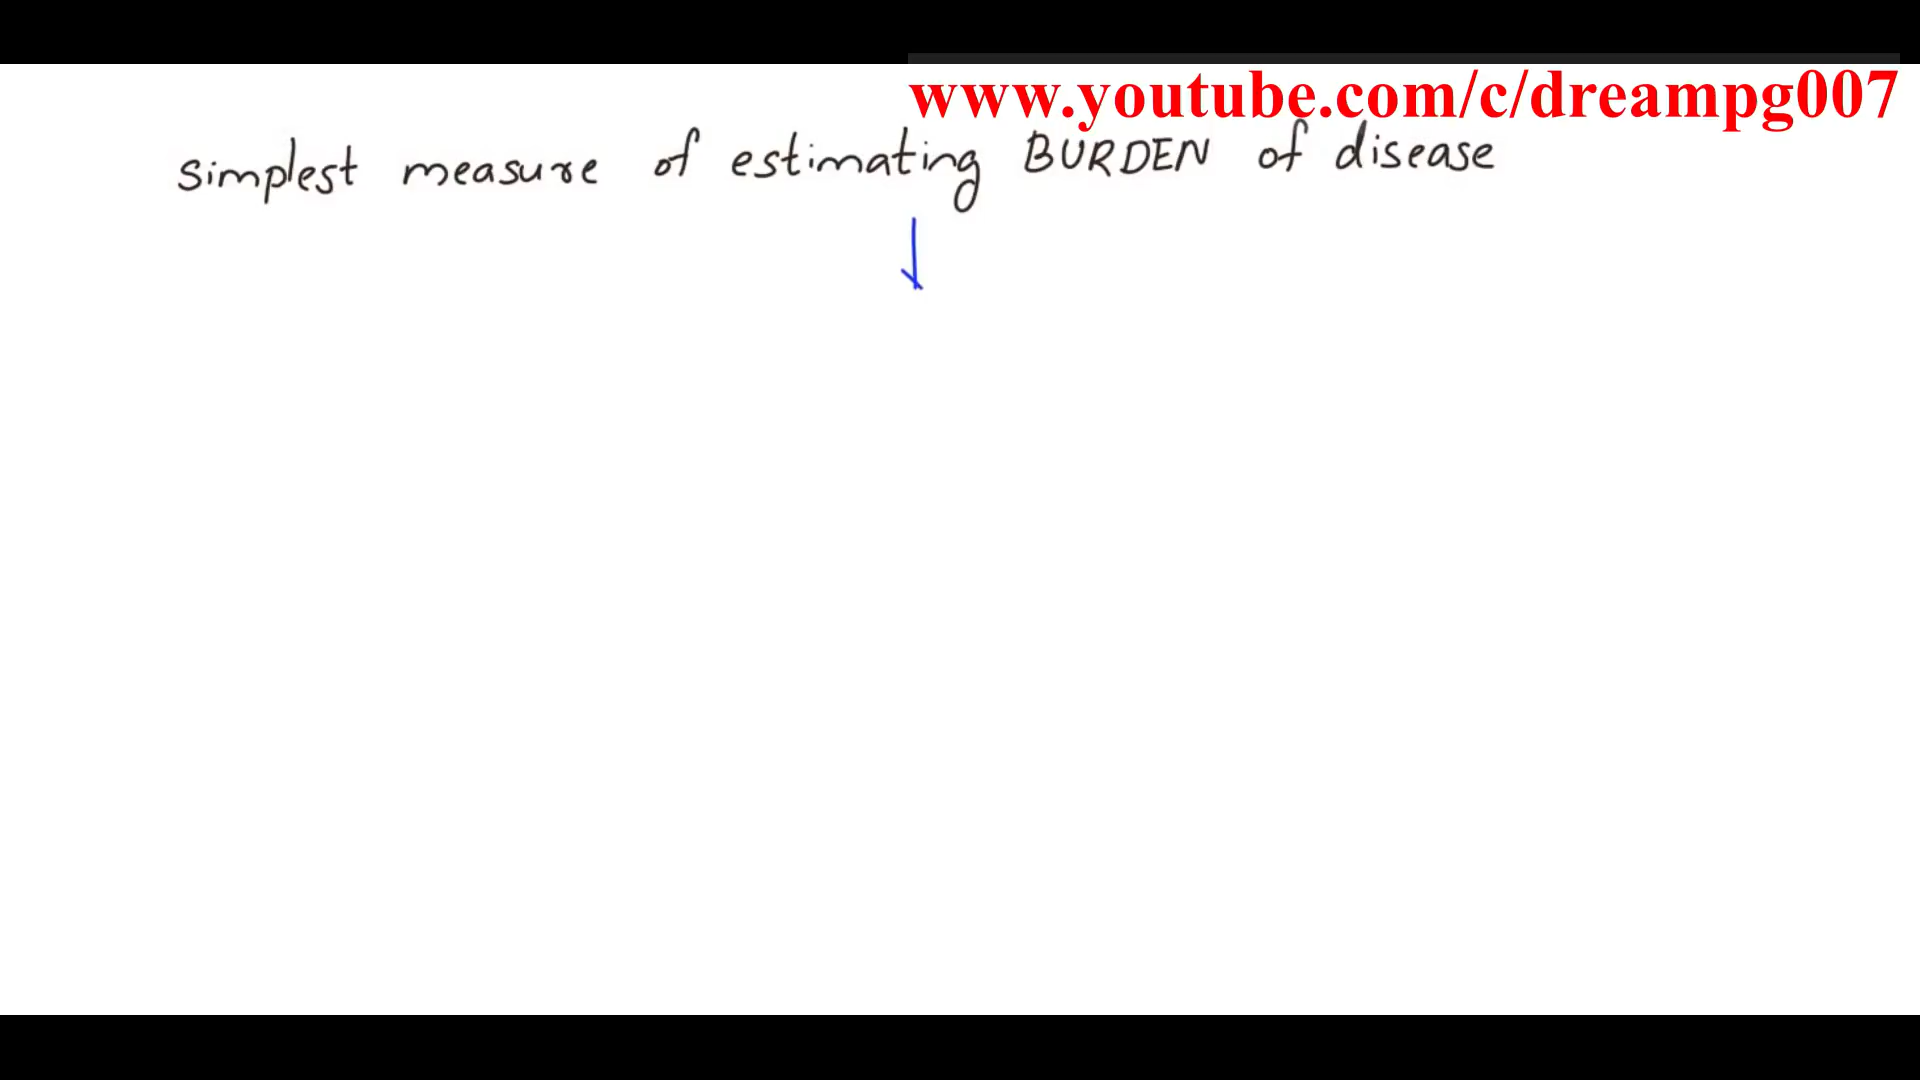 www.youtube.com/c/dreampg007
simplest measure of estimating BURDEN of disease